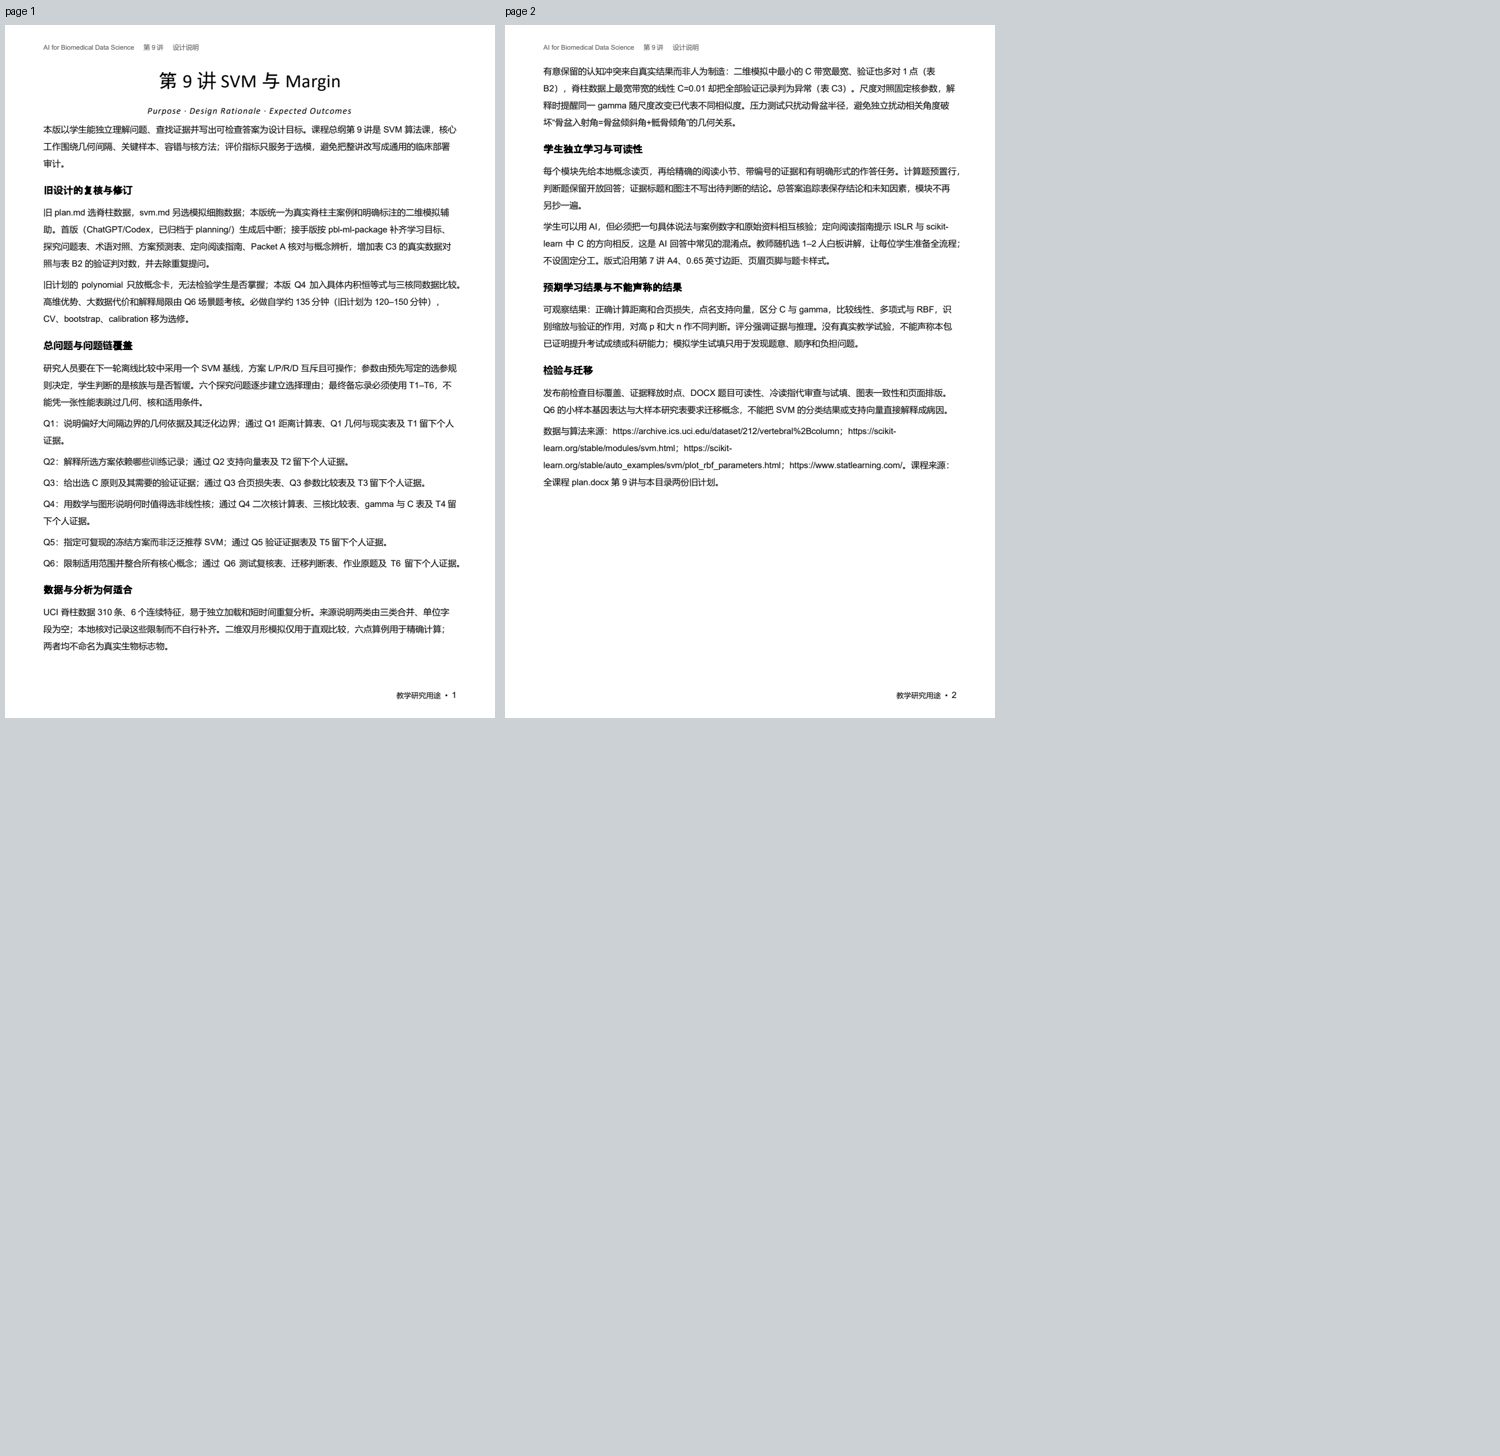 page 1
AI for Biomedical Data Science 第 9 讲 设计说明
第 9 讲 SVM 与 Margin
Purpose · Design Rationale · Expected Outcomes
本版以学生能独立理解问题、查找证据并写出可检查答案为设计目标。课程总纲第 9 讲是 SVM 算法课，核心
工作围绕几何间隔、关键样本、容错与核方法；评价指标只服务于选模，避免把整讲改写成通用的临床部署
审计。
旧设计的复核与修订
旧 plan.md 选脊柱数据，svm.md 另选模拟细胞数据；本版统一为真实脊柱主案例和明确标注的二维模拟辅
助。首版（ChatGPT/Codex，已归档于 planning/）生成后中断；接手版按 pbl-ml-package 补齐学习目标、
探究问题表、术语对照、方案预测表、定向阅读指南、Packet A 核对与概念辨析，增加表 C3 的真实数据对
照与表 B2 的验证判对数，并去除重复提问。
旧计划的 polynomial 只放概念卡，无法检验学生是否掌握；本版 Q4 加入具体内积恒等式与三核同数据比较。
高维优势、大数据代价和解释局限由 Q6 场景题考核。必做自学约 135 分钟（旧计划为 120–150 分钟），
CV、bootstrap、calibration 移为选修。
总问题与问题链覆盖
研究人员要在下一轮离线比较中采用一个 SVM 基线，方案 L/P/R/D 互斥且可操作；参数由预先写定的选参规
则决定，学生判断的是核族与是否暂缓。六个探究问题逐步建立选择理由；最终备忘录必须使用 T1–T6，不
能凭一张性能表跳过几何、核和适用条件。
Q1：说明偏好大间隔边界的几何依据及其泛化边界；通过 Q1 距离计算表、Q1 几何与现实表及 T1 留下个人
证据。
Q2：解释所选方案依赖哪些训练记录；通过 Q2 支持向量表及 T2 留下个人证据。
Q3：给出选 C 原则及其需要的验证证据；通过 Q3 合页损失表、Q3 参数比较表及 T3 留下个人证据。
Q4：用数学与图形说明何时值得选非线性核；通过 Q4 二次核计算表、三核比较表、gamma 与 C 表及 T4 留
下个人证据。
Q5：指定可复现的冻结方案而非泛泛推荐 SVM；通过 Q5 验证证据表及 T5 留下个人证据。
Q6：限制适用范围并整合所有核心概念；通过 Q6 测试复核表、迁移判断表、作业原题及 T6 留下个人证据。
数据与分析为何适合
UCI 脊柱数据 310 条、6 个连续特征，易于独立加载和短时间重复分析。来源说明两类由三类合并、单位字
段为空；本地核对记录这些限制而不自行补齐。二维双月形模拟仅用于直观比较，六点算例用于精确计算；
两者均不命名为真实生物标志物。
教学研究用途 • 1
page 2
AI for Biomedical Data Science 第 9 讲 设计说明
有意保留的认知冲突来自真实结果而非人为制造：二维模拟中最小的 C 带宽最宽、验证也多对 1 点（表
B2），脊柱数据上最宽带宽的线性 C=0.01 却把全部验证记录判为异常（表 C3）。尺度对照固定核参数，解
释时提醒同一 gamma 随尺度改变已代表不同相似度。压力测试只扰动骨盆半径，避免独立扰动相关角度破
坏“骨盆入射角=骨盆倾斜角+骶骨倾角”的几何关系。
学生独立学习与可读性
每个模块先给本地概念读页，再给精确的阅读小节、带编号的证据和有明确形式的作答任务。计算题预置行，
判断题保留开放回答；证据标题和图注不写出待判断的结论。总答案追踪表保存结论和未知因素，模块不再
另抄一遍。
学生可以用 AI，但必须把一句具体说法与案例数字和原始资料相互核验；定向阅读指南提示 ISLR 与 scikit-
learn 中 C 的方向相反，这是 AI 回答中常见的混淆点。教师随机选 1–2 人白板讲解，让每位学生准备全流程；
不设固定分工。版式沿用第 7 讲 A4、0.65 英寸边距、页眉页脚与题卡样式。
预期学习结果与不能声称的结果
可观察结果：正确计算距离和合页损失，点名支持向量，区分 C 与 gamma，比较线性、多项式与 RBF，识
别缩放与验证的作用，对高 p 和大 n 作不同判断。评分强调证据与推理。没有真实教学试验，不能声称本包
已证明提升考试成绩或科研能力；模拟学生试填只用于发现题意、顺序和负担问题。
检验与迁移
发布前检查目标覆盖、证据释放时点、DOCX 题目可读性、冷读指代审查与试填、图表一致性和页面排版。
Q6 的小样本基因表达与大样本研究表要求迁移概念，不能把 SVM 的分类结果或支持向量直接解释成病因。
数据与算法来源：https://archive.ics.uci.edu/dataset/212/vertebral%2Bcolumn；https://scikit-
learn.org/stable/modules/svm.html；https://scikit-
learn.org/stable/auto_examples/svm/plot_rbf_parameters.html；https://www.statlearning.com/。课程来源：
全课程 plan.docx 第 9 讲与本目录两份旧计划。
教学研究用途 • 2